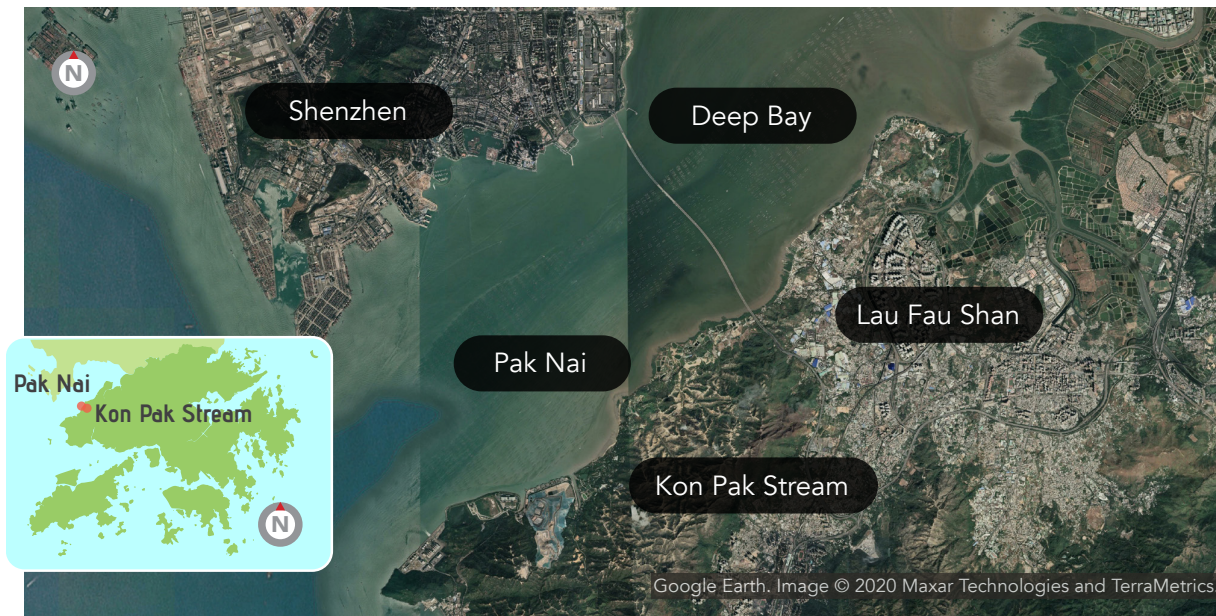 N
Shenzhen
Deep Bay
Lau Fau Shan
Pak Nai
Pak Nai
Kon Pak Stream
Kon Pak Stream
N
Google Earth. Image © 2020 Maxar Technologies and TerraMetrics.